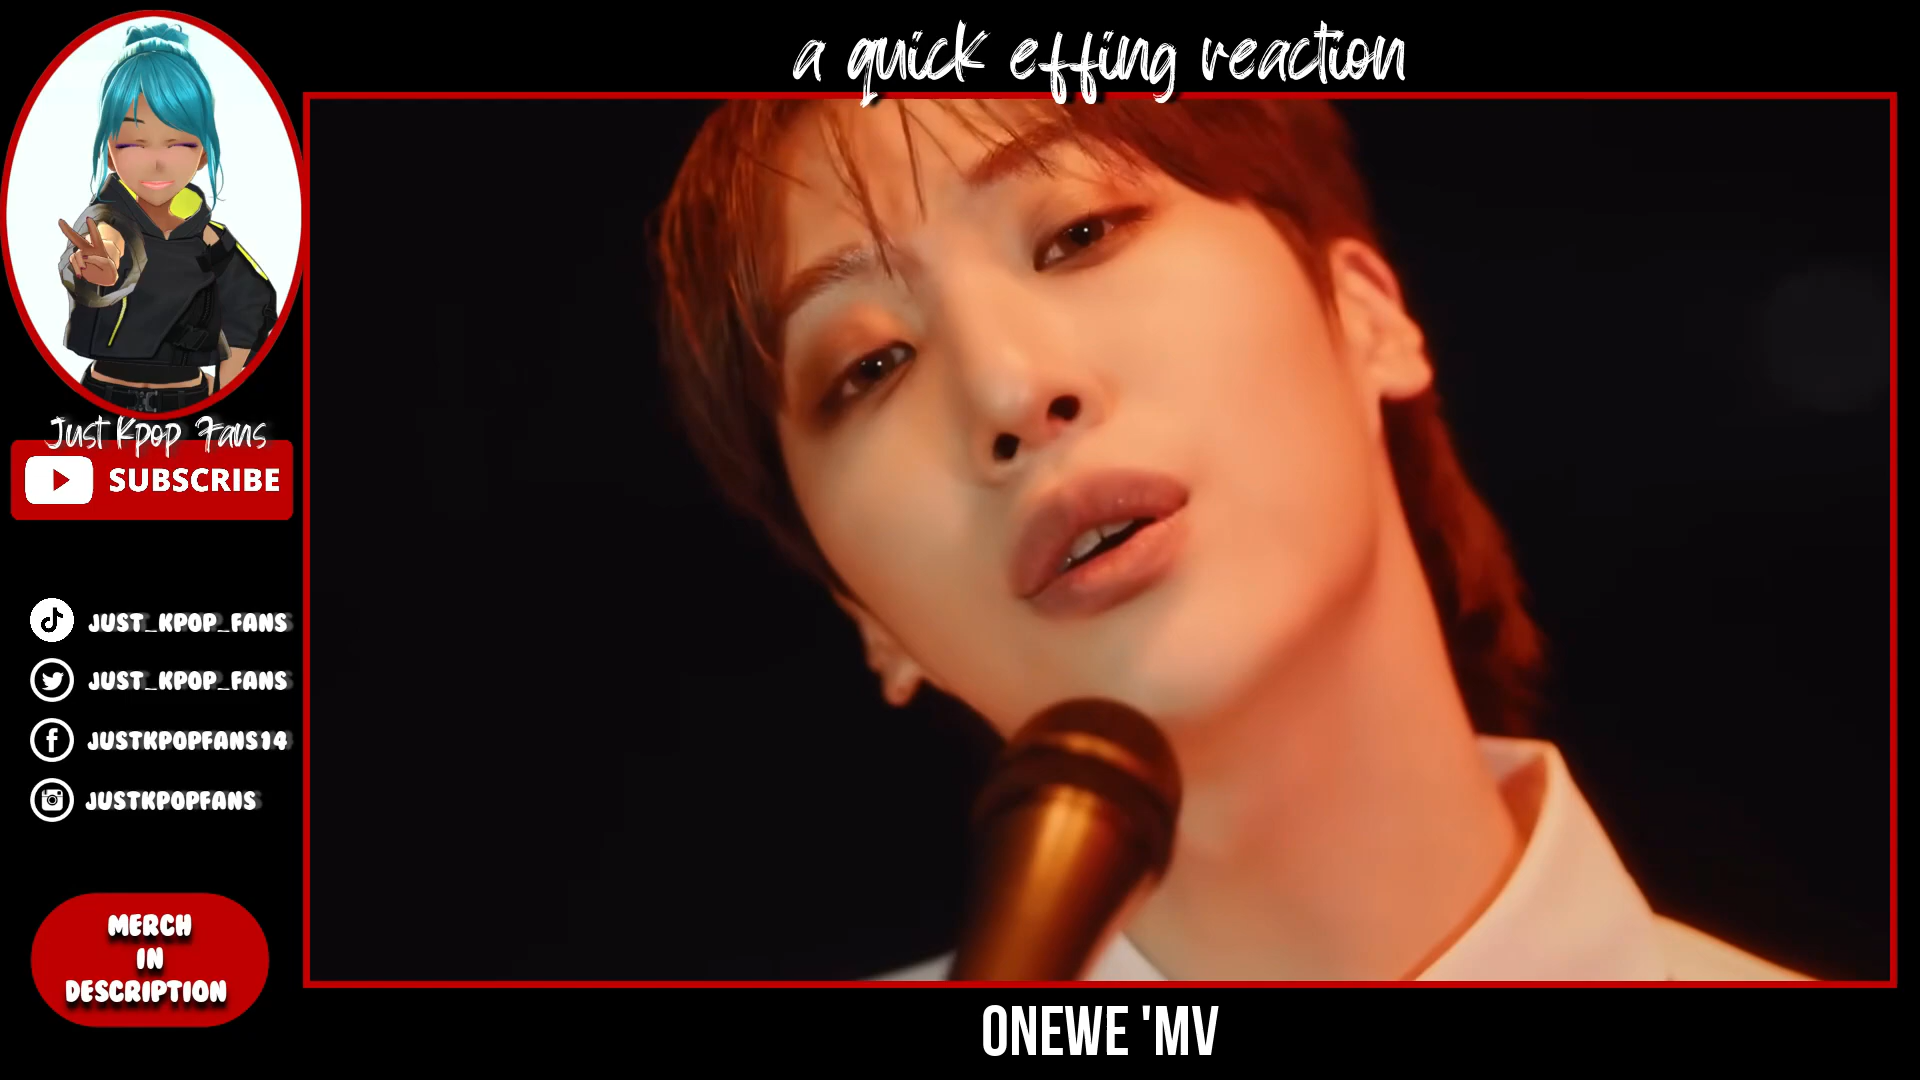 a quick effing reaction
Just Kpop Fans
SUBSCRIBE
JUST_KPOP_FANS
JUST_KPOP_FANS
JUSTKPOPFANS14
JUSTKPOPFANS
MERCH
IN
DESCRIPTION
ONEWE 'MV